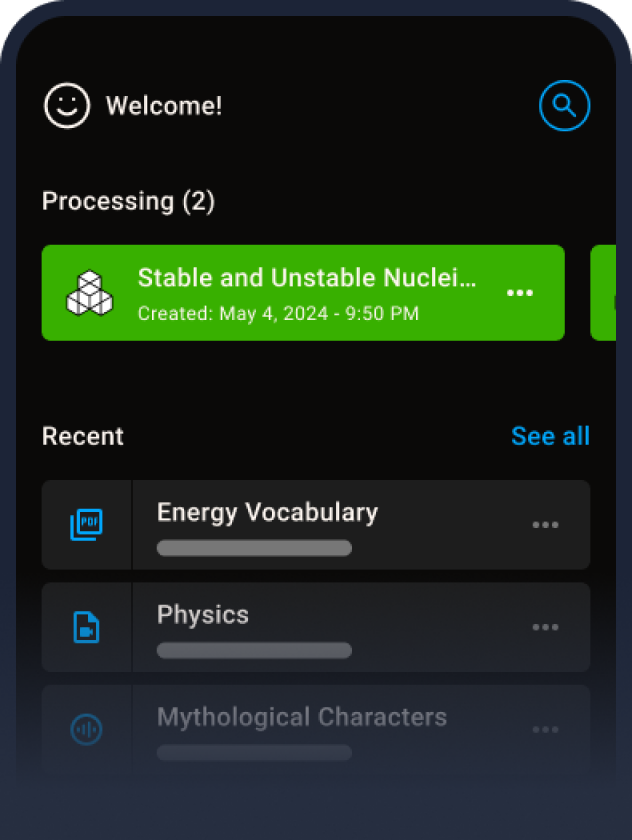 Welcome!
Processing (2)
Stable and Unstable Nuclei...
Created: May 4, 2024 - 9:50 PM
Recent
See all
PDF
Energy Vocabulary
Physics
Mythological Characters